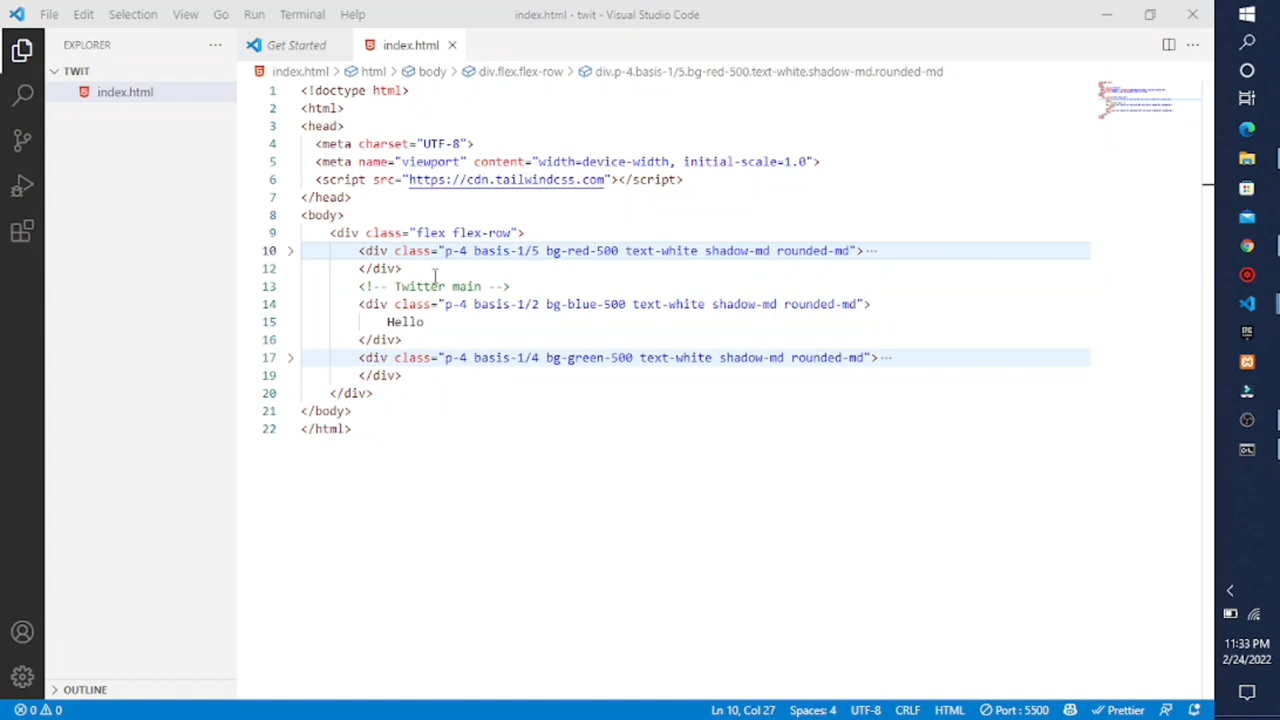 File Edit Selection View Go Run Terminal Help index.html - twit - Visual Studio Code
EXPLORER
TWIT
index.html
OUTLINE
Get Started index.html
index.html html body div.flex.flex-row div.p-4.basis-1/5.bg-red-500.text-white.shadow-md.rounded-md
1 <!doctype html>
2 <html>
3 <head>
4 <meta charset="UTF-8">
5 <meta name="viewport" content="width=device-width, initial-scale=1.0">
6 <script src="https://cdn.tailwindcss.com"></script>
7 </head>
8 <body>
9 <div class="flex flex-row">
10 <div class="p-4 basis-1/5 bg-red-500 text-white shadow-md rounded-md">...
12 </div>
13 <!-- Twitter main -->
14 <div class="p-4 basis-1/2 bg-blue-500 text-white shadow-md rounded-md">
15 Hello
16 </div>
17 <div class="p-4 basis-1/4 bg-green-500 text-white shadow-md rounded-md">...
19 </div>
20 </div>
21 </body>
22 </html>
0 0 Ln 10, Col 27 Spaces: 4 UTF-8 CRLF HTML Port : 5500 Prettier
11:33 PM
2/24/2022